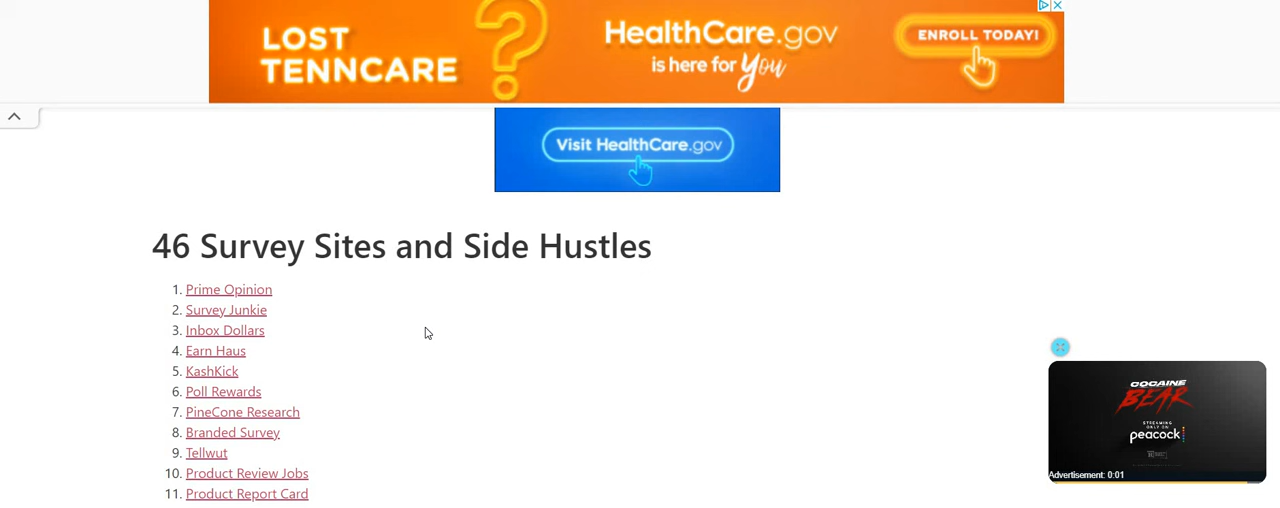 LOST
TENNCARE
?
HealthCare.gov
is here for You
ENROLL TODAY!
Visit HealthCare.gov
46 Survey Sites and Side Hustles
1. Prime Opinion
2. Survey Junkie
3. Inbox Dollars
4. Earn Haus
5. KashKick
6. Poll Rewards
7. PineCone Research
8. Branded Survey
9. Tellwut
10. Product Review Jobs
11. Product Report Card
COCAINE
BEAR
STREAMING
ONLY ON
peacock
Advertisement: 0:01